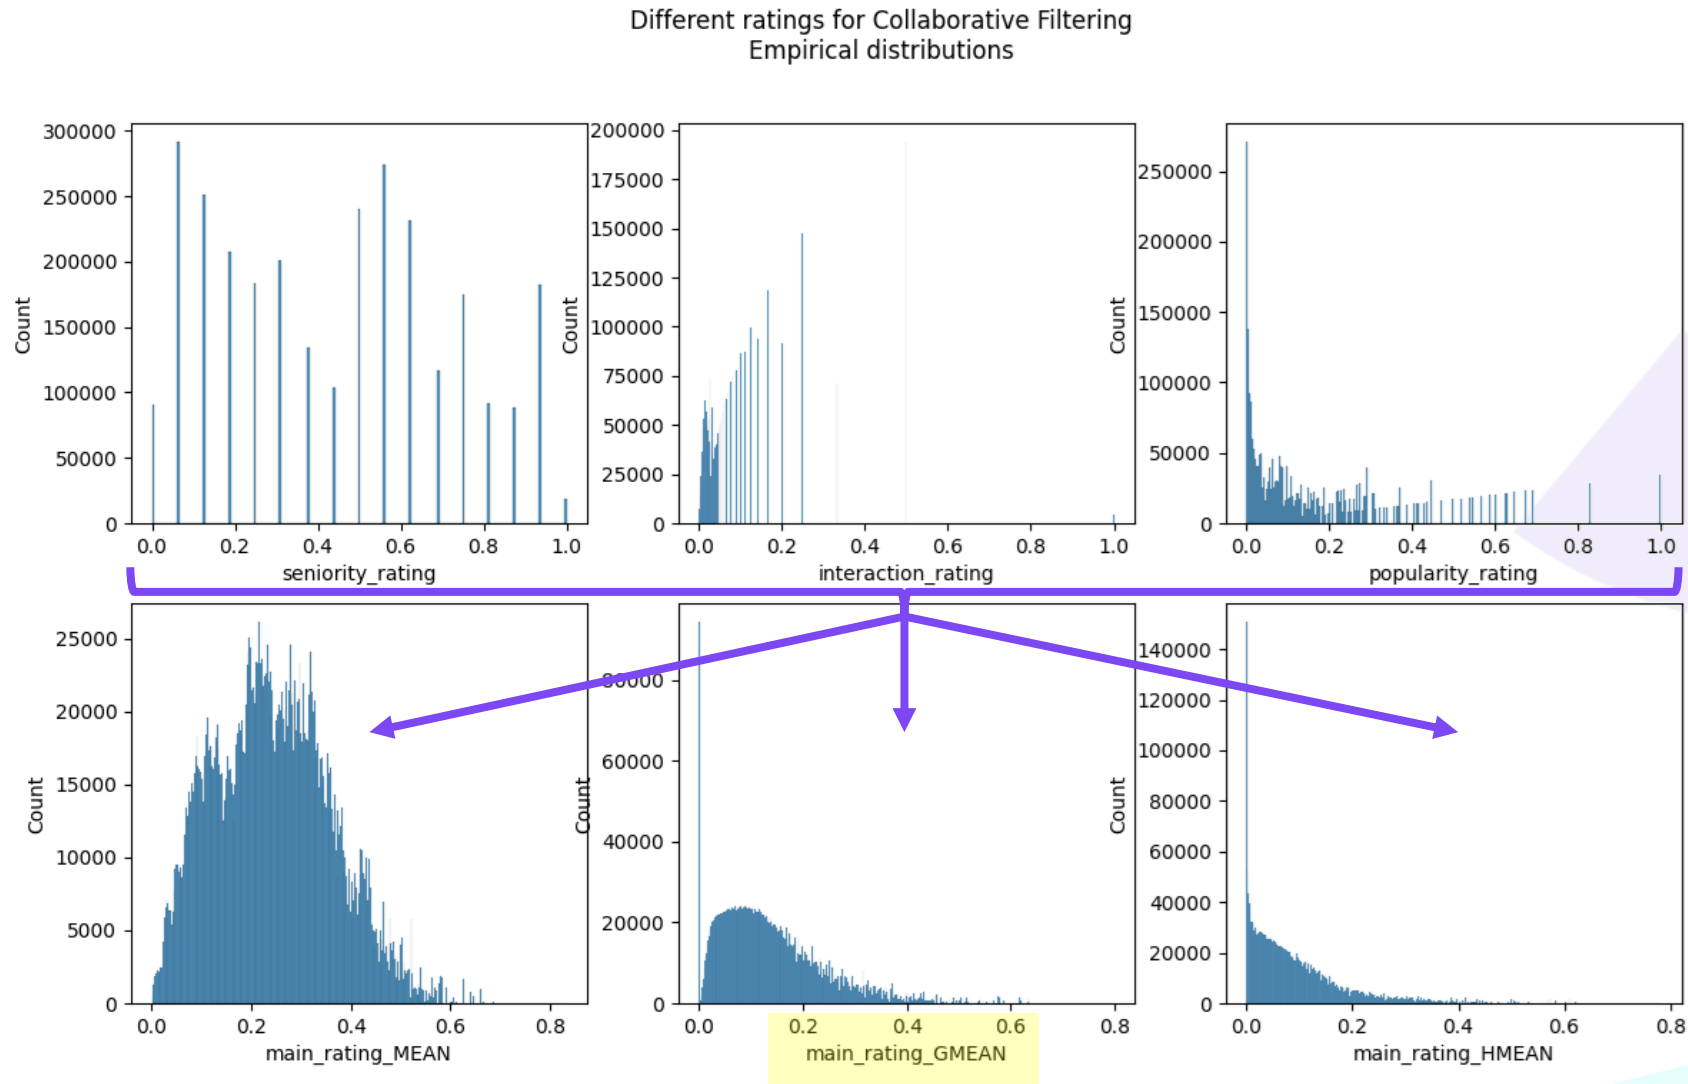 Different ratings for Collaborative Filtering
Empirical distributions
300000
250000
200000
150000
100000
50000
0
Count
0.0 0.2 0.4 0.6 0.8 1.0
seniority_rating
200000
175000
150000
125000
100000
75000
50000
25000
0
Count
0.0 0.2 0.4 0.6 0.8 1.0
interaction_rating
250000
200000
150000
100000
50000
0
Count
0.0 0.2 0.4 0.6 0.8 1.0
popularity_rating
25000
20000
15000
10000
5000
0
Count
0.0 0.2 0.4 0.6 0.8
main_rating_MEAN
80000
60000
40000
20000
0
Count
0.0 0.2 0.4 0.6 0.8
main_rating_GMEAN
140000
120000
100000
80000
60000
40000
20000
0
Count
0.0 0.2 0.4 0.6 0.8
main_rating_HMEAN